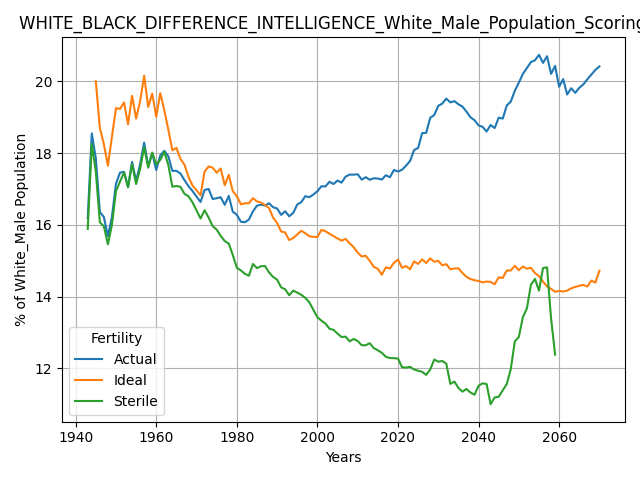 WHITE_BLACK_DIFFERENCE_INTELLIGENCE_White_Male_Population_Scoring
% of White_Male Population
20
18
16
14
12
Fertility
Actual
Ideal
Sterile
1940 1960 1980 2000 2020 2040 2060
Years